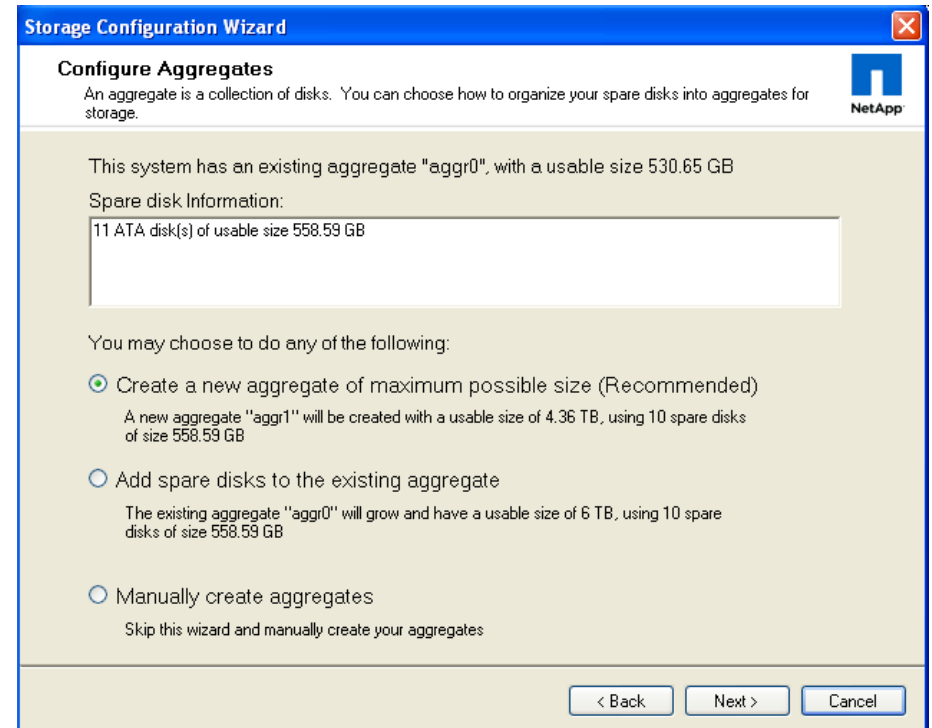 Storage Configuration Wizard
Configure Aggregates
An aggregate is a collection of disks.  You can choose how to organize your spare disks into aggregates for
storage.
NetApp
This system has an existing aggregate "aggr0", with a usable size 530.65 GB
Spare disk Information:
11 ATA disk(s) of usable size 558.59 GB
You may choose to do any of the following:
Create a new aggregate of maximum possible size (Recommended)
A new aggregate "aggr1" will be created with a usable size of 4.36 TB, using 10 spare disks
of size 558.59 GB
Add spare disks to the existing aggregate
The existing aggregate "aggr0" will grow and have a usable size of 6 TB, using 10 spare
disks of size 558.59 GB
Manually create aggregates
Skip this wizard and manually create your aggregates
< Back
Next >
Cancel